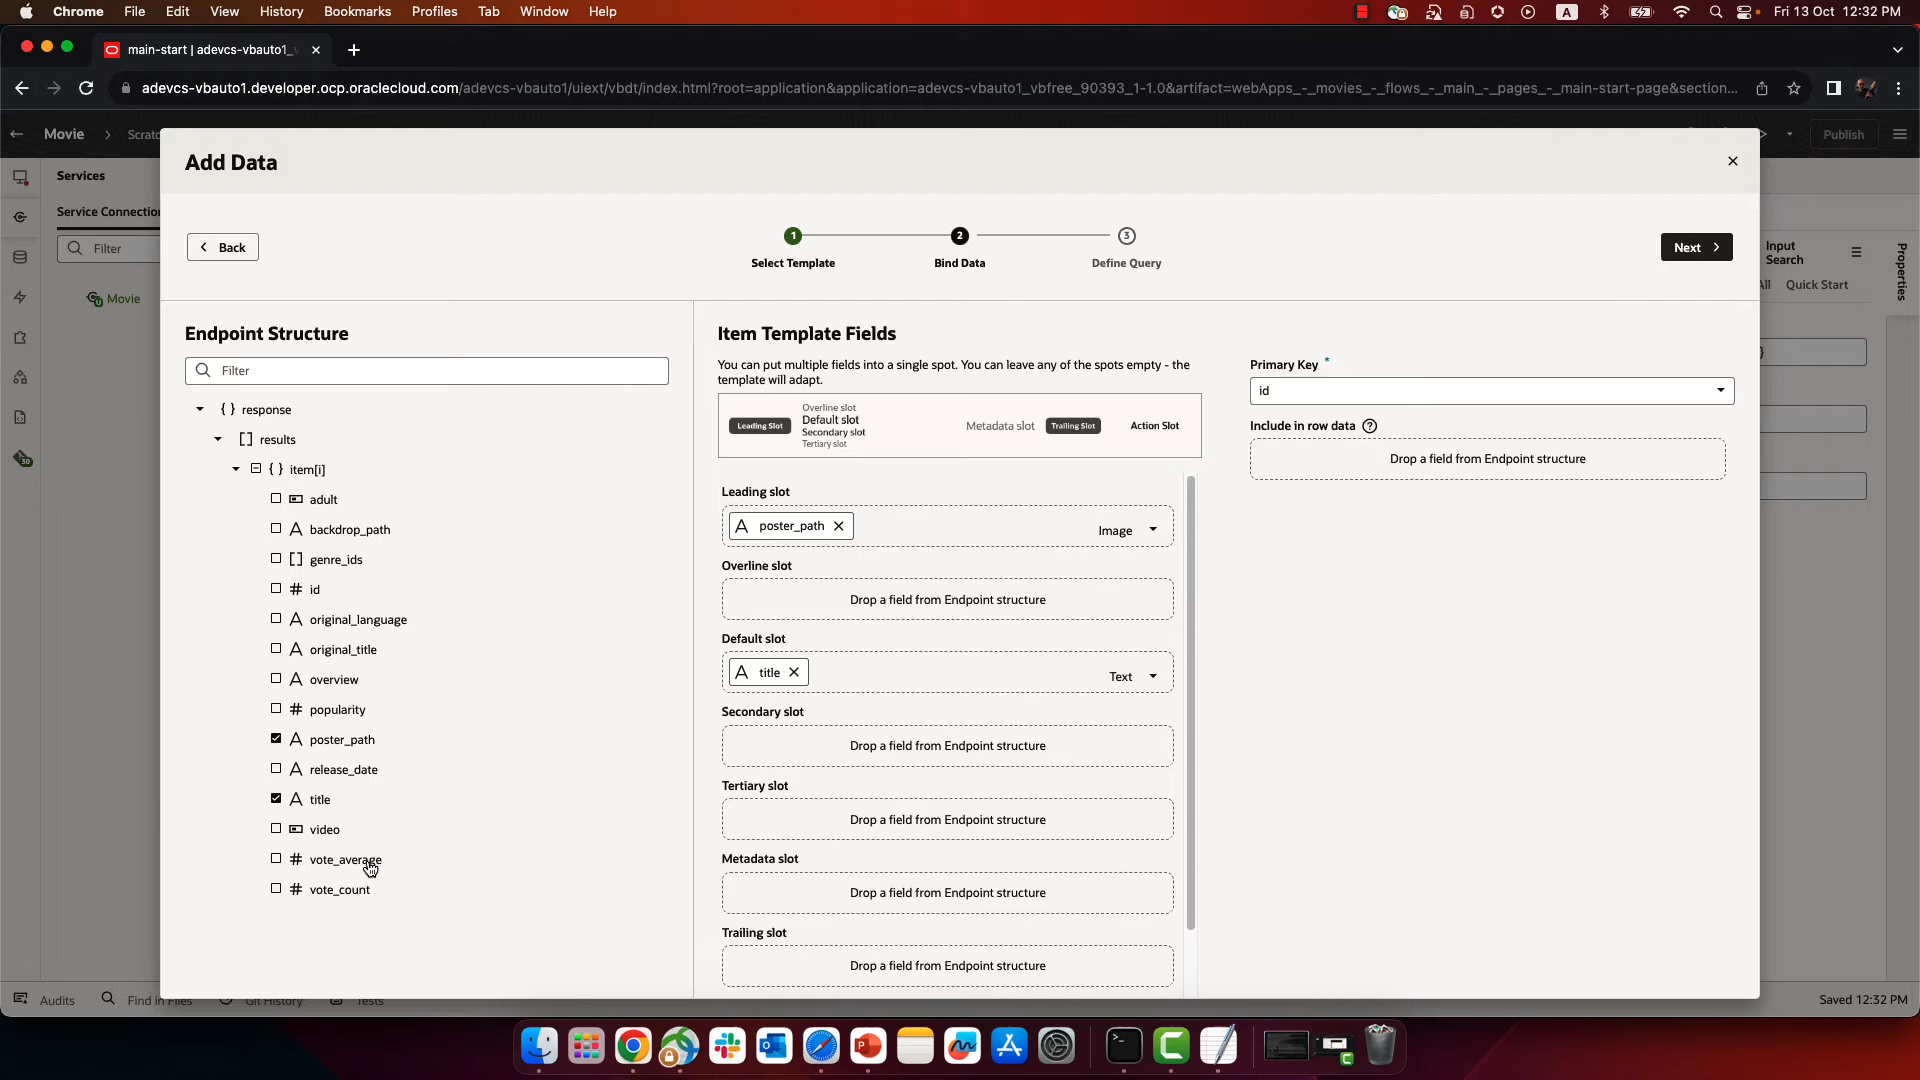 Chrome File Edit View History Bookmarks Profiles Tab Window Help A Fri 13 Oct 12:32 PM
main-start | adevcs-vbauto1_v
adevcs-vbauto1.developer.ocp.oraclecloud.com/adevcs-vbauto1/uiext/vbdt/index.html?root=application&application=adevcs-vbauto1_vbfree_90393_1-1.0&artifact=webApps_-_movies_-_flows_-_main_-_pages_-_main-start-page&section...
Movie Scratc Publish
Add Data
Services
Service Connection
Filter
Movie
Back
1 2 3
Select Template Bind Data Define Query
Next
Input
Search
All Quick Start
Properties
Endpoint Structure
Filter
{ } response
[ ] results
{ } item[i]
adult
A backdrop_path
[ ] genre_ids
# id
A original_language
A original_title
A overview
# popularity
A poster_path
A release_date
A title
video
# vote_average
# vote_count
Item Template Fields
You can put multiple fields into a single spot. You can leave any of the spots empty - the
template will adapt.
Leading Slot
Overline slot
Default slot
Secondary slot
Tertiary slot
Metadata slot Trailing Slot Action Slot
Leading slot
A poster_path Image
Overline slot
Drop a field from Endpoint structure
Default slot
A title Text
Secondary slot
Drop a field from Endpoint structure
Tertiary slot
Drop a field from Endpoint structure
Metadata slot
Drop a field from Endpoint structure
Trailing slot
Drop a field from Endpoint structure
Primary Key *
id
Include in row data ?
Drop a field from Endpoint structure
Audits Find in Files Git History Tests Saved 12:32 PM